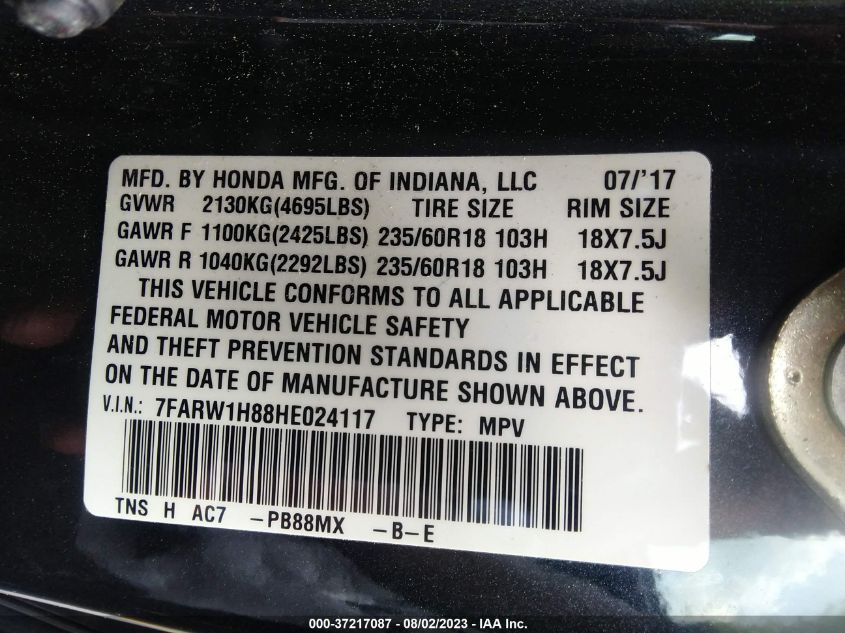 MFD. BY HONDA MFG. OF INDIANA, LLC 07/'17
GVWR 2130KG(4695LBS) TIRE SIZE RIM SIZE
GAWR F 1100KG(2425LBS) 235/60R18 103H 18X7.5J
GAWR R 1040KG(2292LBS) 235/60R18 103H 18X7.5J
THIS VEHICLE CONFORMS TO ALL APPLICABLE
FEDERAL MOTOR VEHICLE SAFETY
AND THEFT PREVENTION STANDARDS IN EFFECT
ON THE DATE OF MANUFACTURE SHOWN ABOVE.
V.I.N.: 7FARW1H88HE024117 TYPE: MPV
TNS H AC7 -PB88MX -B-E
000-37217087 - 08/02/2023 - IAA Inc.